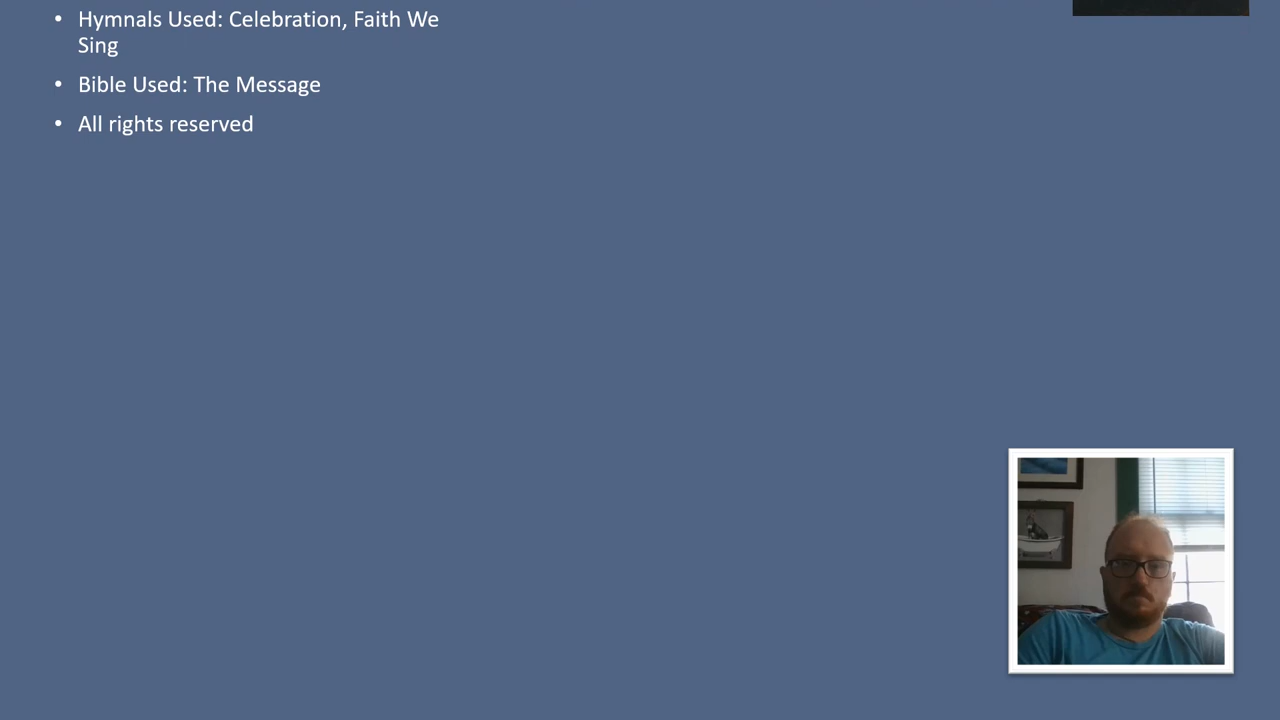 • Hymnals Used: Celebration, Faith We
Sing
• Bible Used: The Message
• All rights reserved